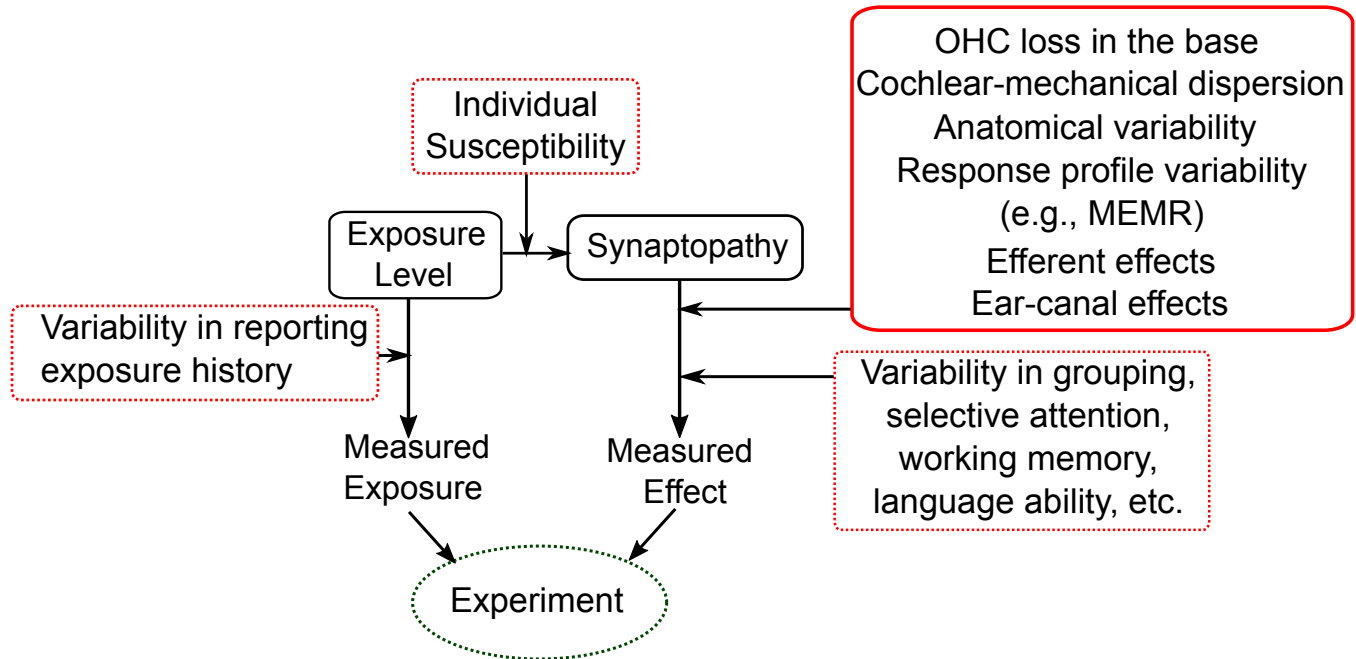 Individual
Susceptibility
OHC loss in the base
Cochlear-mechanical dispersion
Anatomical variability
Response profile variability
(e.g., MEMR)
Efferent effects
Ear-canal effects
Exposure
Level
Synaptopathy
Variability in reporting
exposure history
Variability in grouping,
selective attention,
working memory,
language ability, etc.
Measured
Exposure
Measured
Effect
Experiment